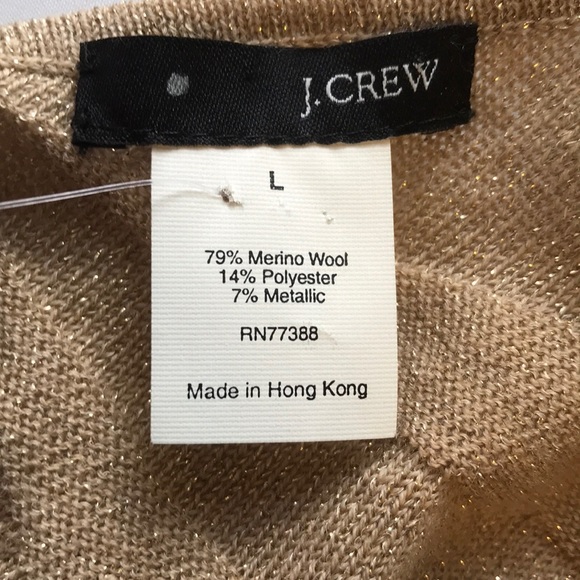 J.CREW
L
79% Merino Wool
14% Polyester
7% Metallic
RN77388
Made in Hong Kong